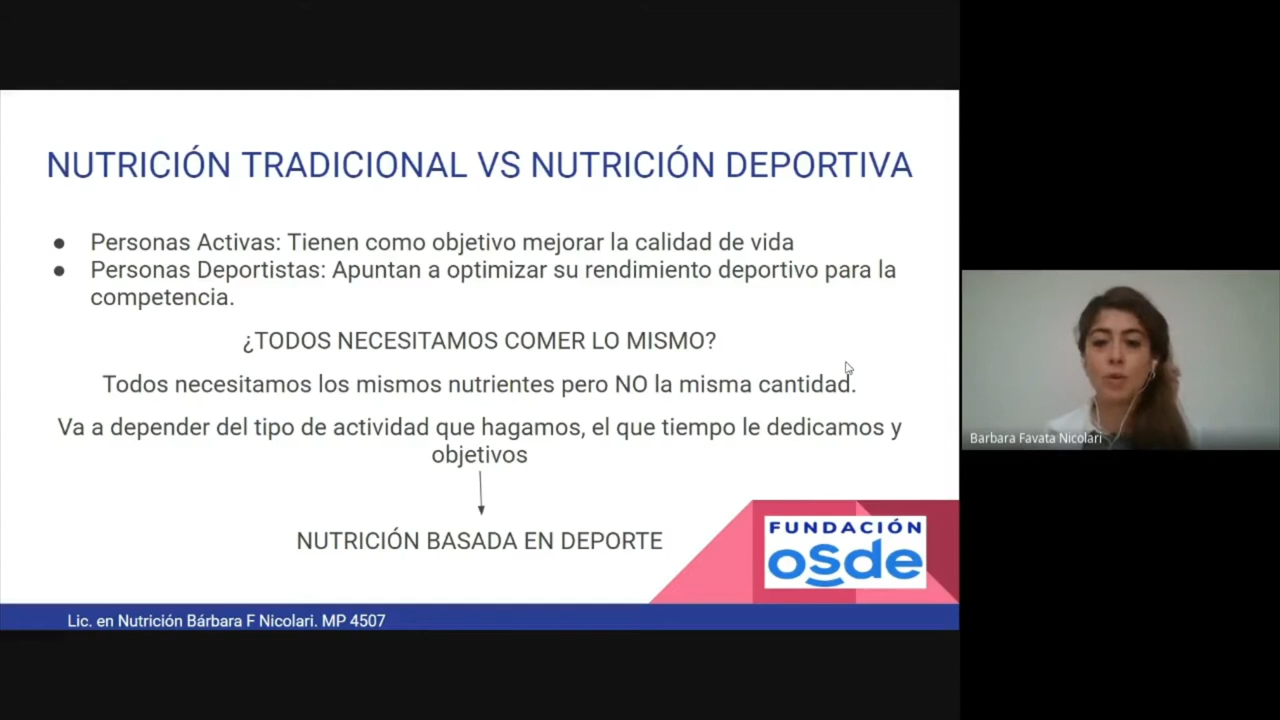 NUTRICIÓN TRADICIONAL VS NUTRICIÓN DEPORTIVA
● Personas Activas: Tienen como objetivo mejorar la calidad de vida
● Personas Deportistas: Apuntan a optimizar su rendimiento deportivo para la
competencia.
¿TODOS NECESITAMOS COMER LO MISMO?
Todos necesitamos los mismos nutrientes pero NO la misma cantidad.
Va a depender del tipo de actividad que hagamos, el que tiempo le dedicamos y
objetivos
NUTRICIÓN BASADA EN DEPORTE
FUNDACIÓN
osde
Lic. en Nutrición Bárbara F Nicolari. MP 4507
Barbara Favata Nicolari